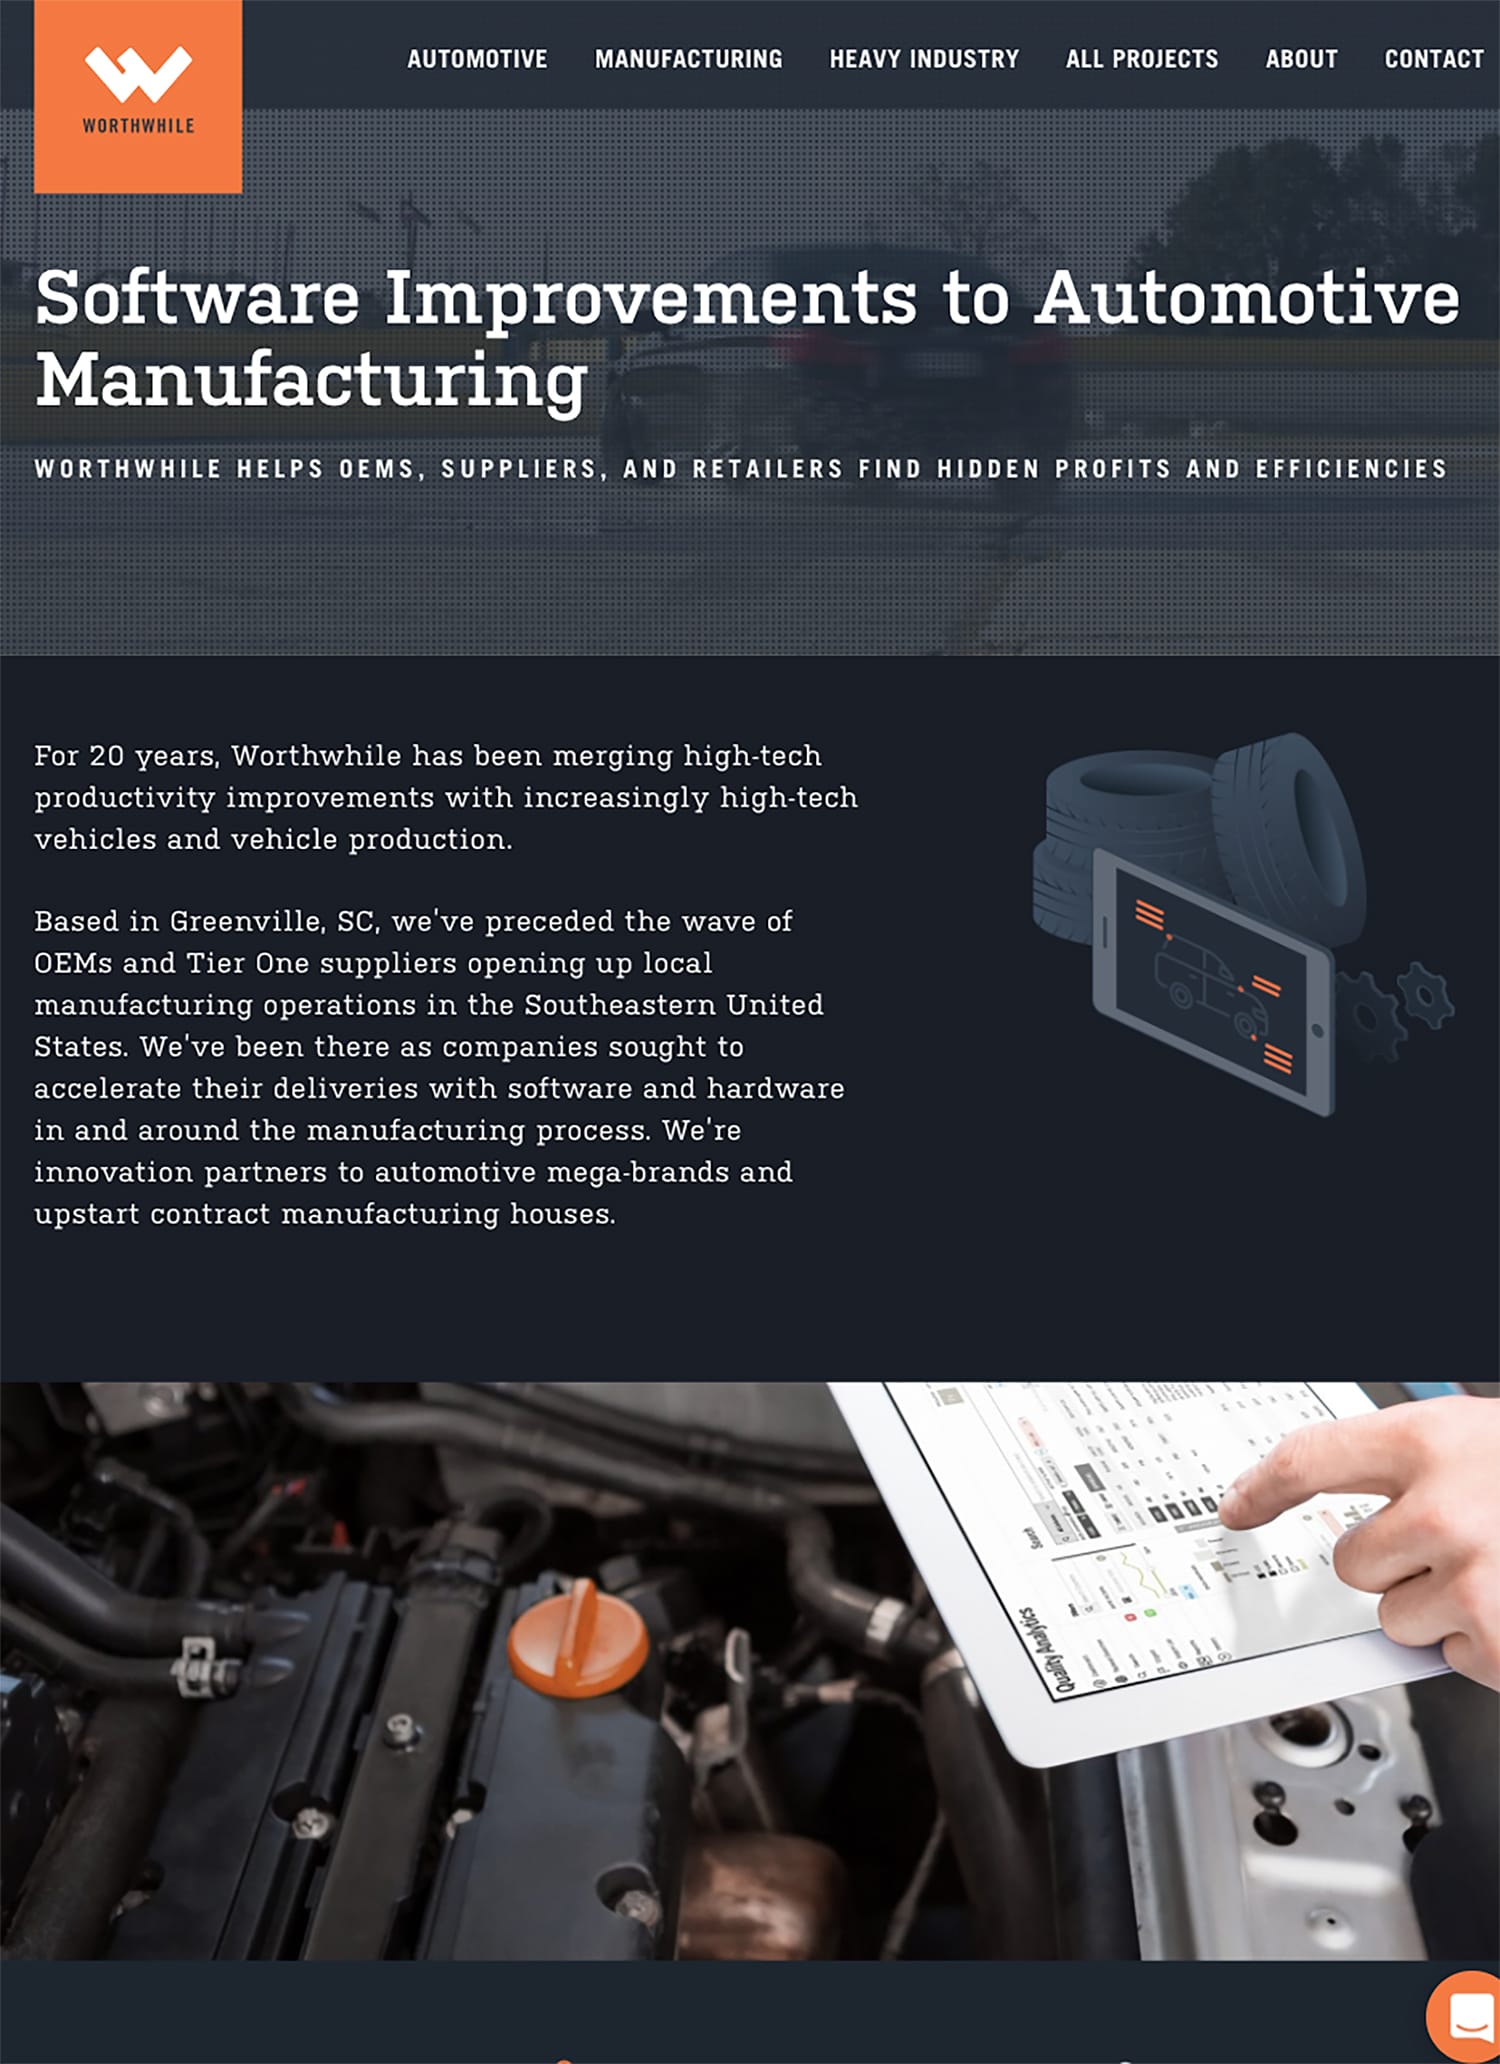 WORTHWHILE
AUTOMOTIVE MANUFACTURING HEAVY INDUSTRY ALL PROJECTS ABOUT CONTACT
Software Improvements to Automotive
Manufacturing
WORTHWHILE HELPS OEMS, SUPPLIERS, AND RETAILERS FIND HIDDEN PROFITS AND EFFICIENCIES
For 20 years, Worthwhile has been merging high-tech
productivity improvements with increasingly high-tech
vehicles and vehicle production.
Based in Greenville, SC, we've preceded the wave of
OEMs and Tier One suppliers opening up local
manufacturing operations in the Southeastern United
States. We've been there as companies sought to
accelerate their deliveries with software and hardware
in and around the manufacturing process. We're
innovation partners to automotive mega-brands and
upstart contract manufacturing houses.
Quality Analytics
Search